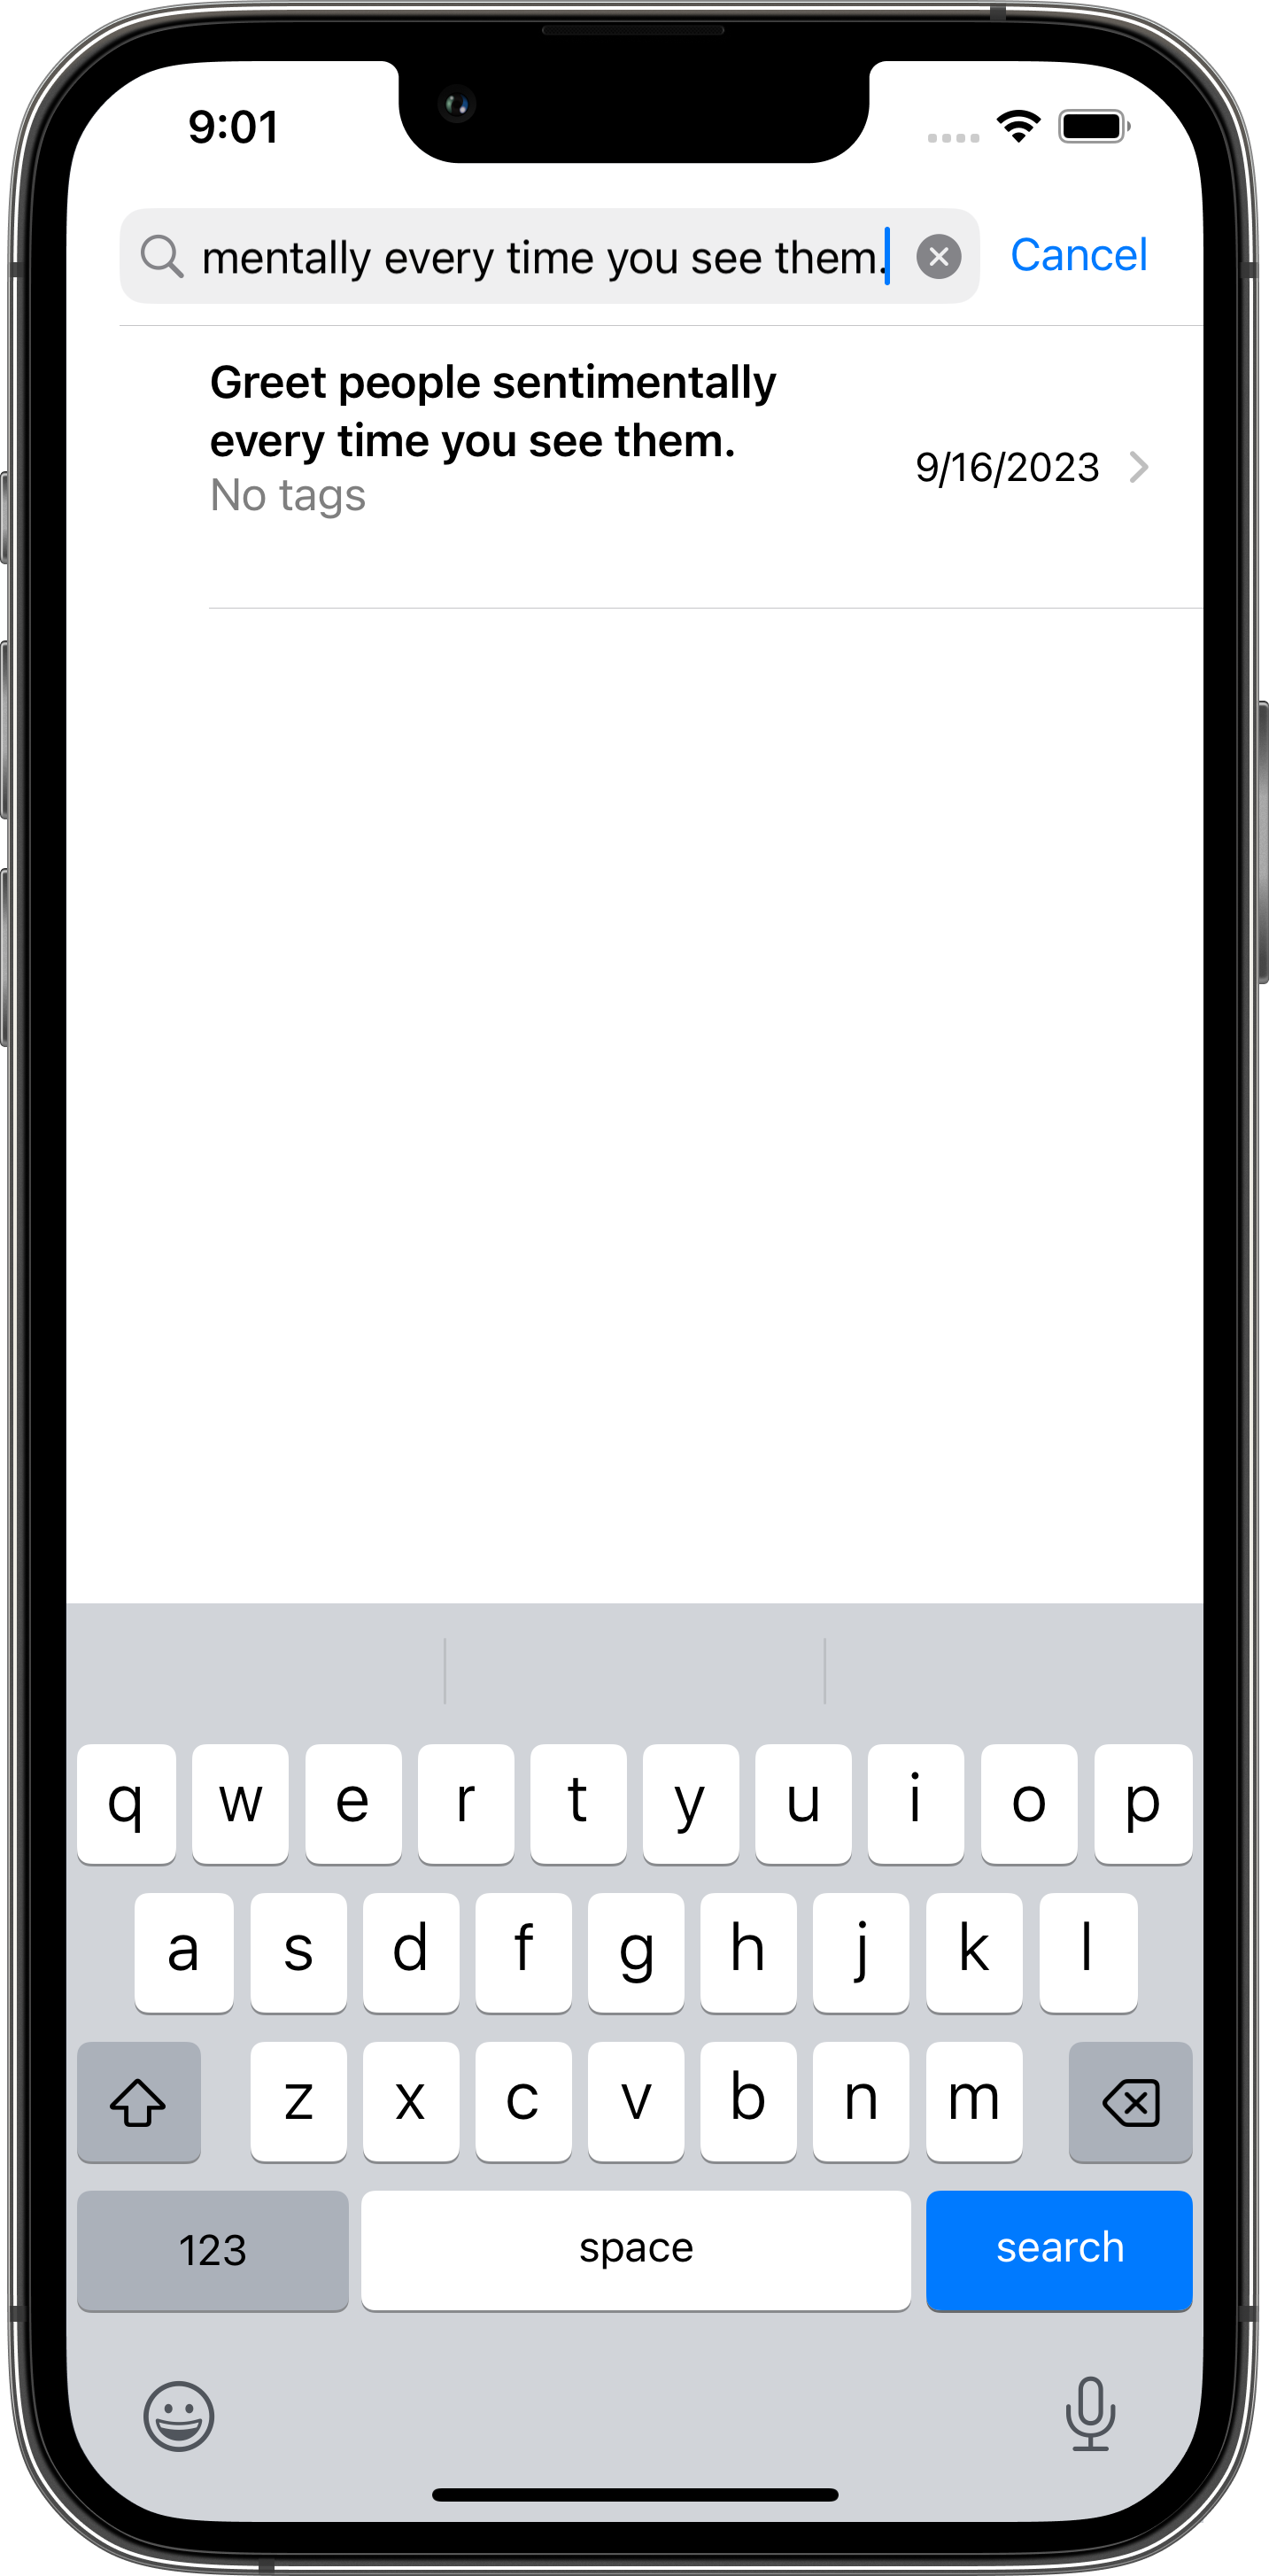 9:01
mentally every time you see them.
Cancel
Greet people sentimentally
every time you see them.
No tags
9/16/2023
q w e r t y u i o p
a s d f g h j k l
z x c v b n m
123 space search